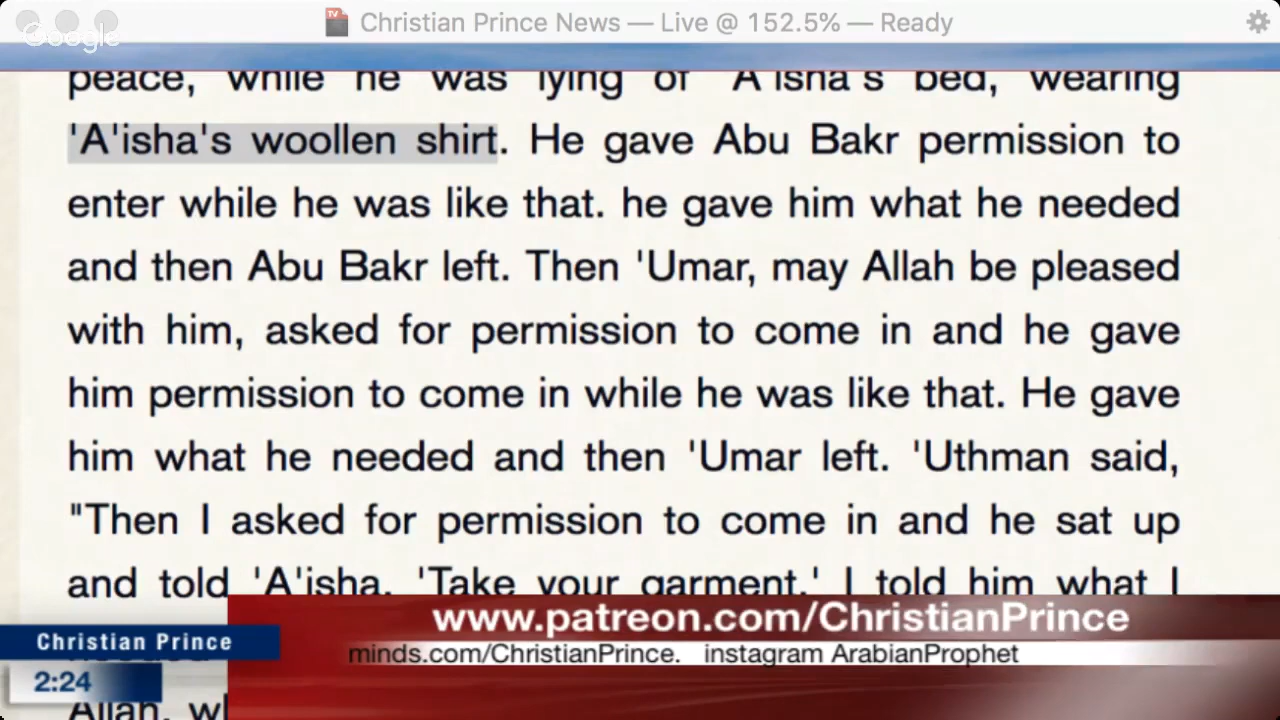 Christian Prince News — Live @ 152.5% — Ready
Google
peace, while he was lying of 'A'isha's bed, wearing
'A'isha's woollen shirt. He gave Abu Bakr permission to
enter while he was like that. he gave him what he needed
and then Abu Bakr left. Then 'Umar, may Allah be pleased
with him, asked for permission to come in and he gave
him permission to come in while he was like that. He gave
him what he needed and then 'Umar left. 'Uthman said,
"Then I asked for permission to come in and he sat up
and told 'A'isha, 'Take your garment.' I told him what I
Allah, wh
www.patreon.com/ChristianPrince
minds.com/ChristianPrince. instagram ArabianProphet
Christian Prince
2:24